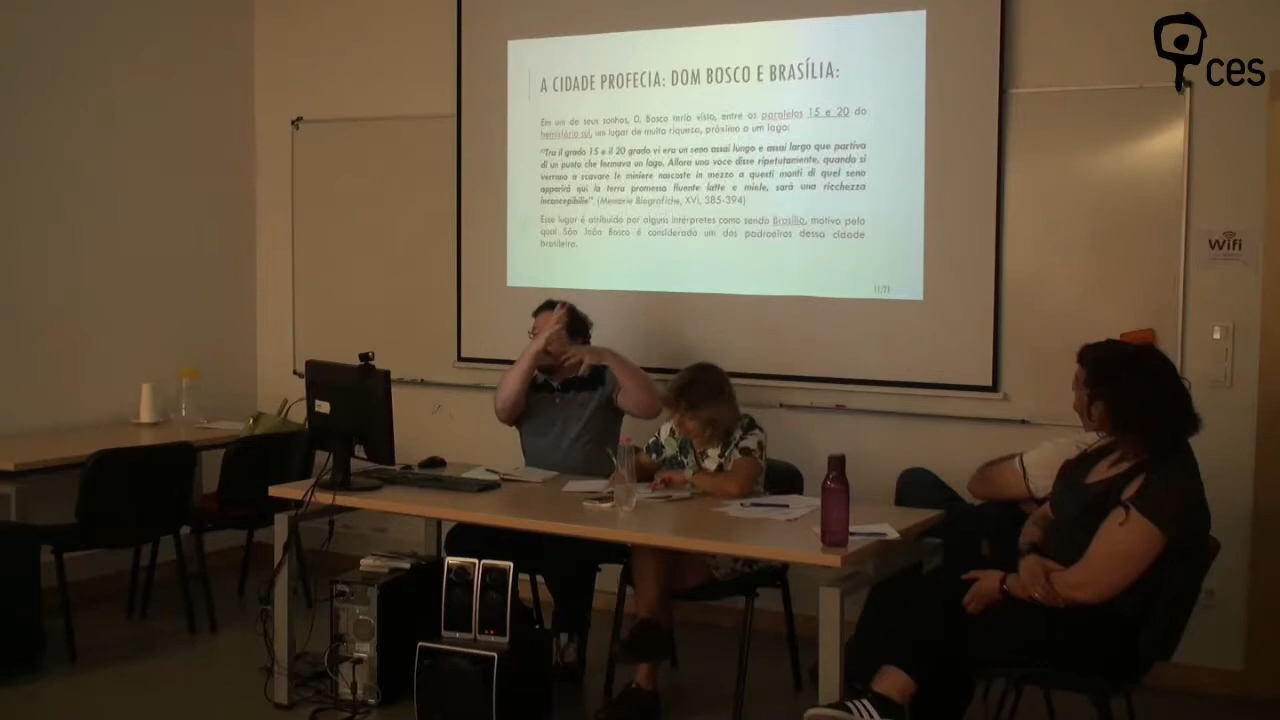 ces
A CIDADE PROFECIA: DOM BOSCO E BRASÍLIA:
Em um de seus sonhos, D. Bosco teria visto, entre os paralelos 15 e 20 do
hemisfério sul, um lugar de muita riqueza, próximo a um lago:
"Tra il grado 15 e il 20 grado vi era un seno assai lungo e assai largo que partiva
di un punto che formava un lago. Allora una voce disse ripetutamente, quando si
verrano a scavare le miniere nascoste in mezzo a questi monti di quel seno
apparirà qui la terra promessa fluente latte e miele, sarà una ricchezza
inconcepibile" (Memorie Biografiche, XVI, 385-394)
Esse lugar é atribuído por alguns intérpretes como sendo Brasília, motivo pelo
qual São João Bosco é considerado um dos padroeiros dessa cidade
brasileira.
11/21
Wifi